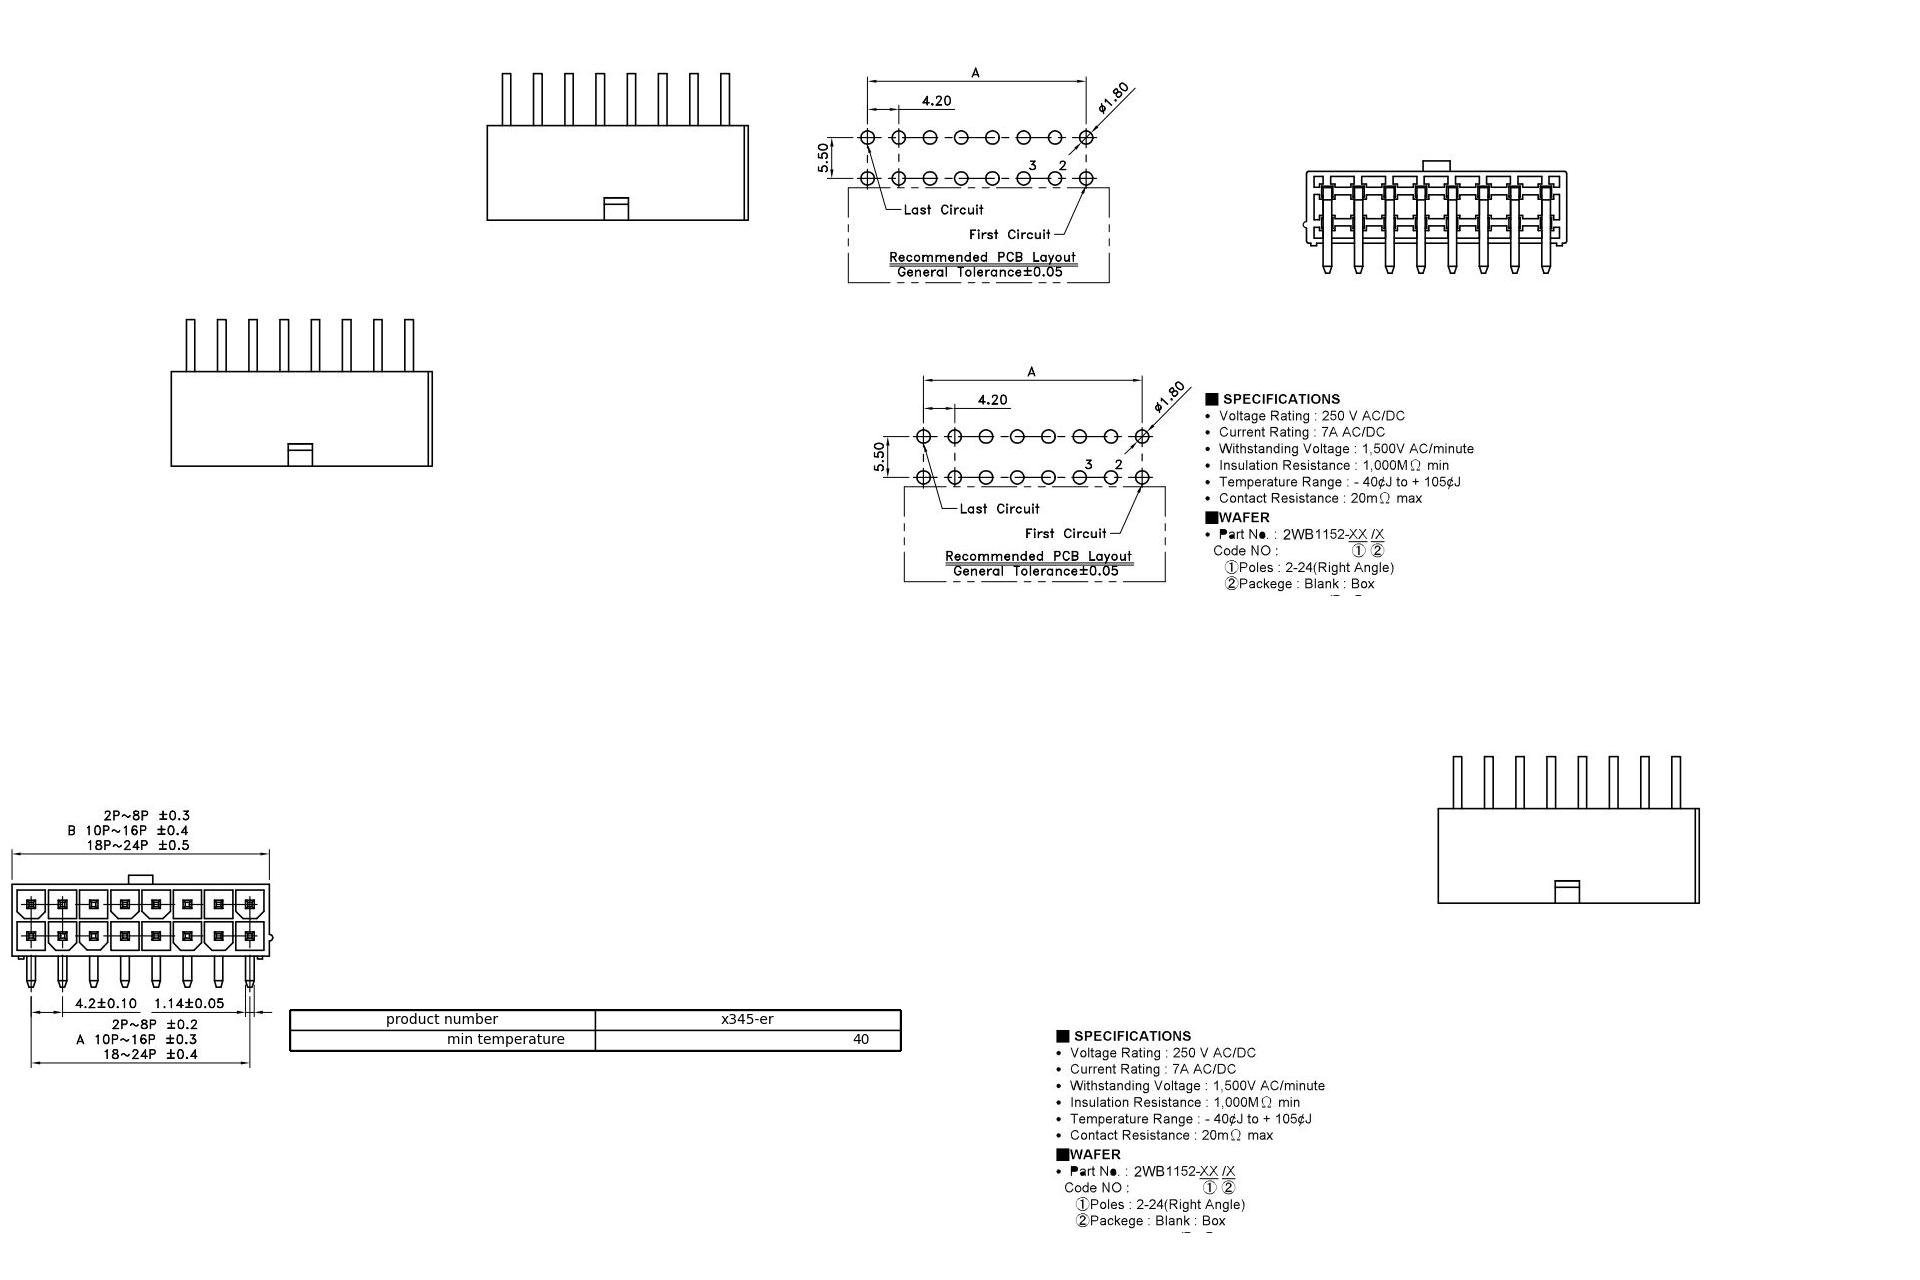 A
4.20
ø1.80
5.50
3 2
Last Circuit
First Circuit
Recommended PCB Layout
General Tolerance±0.05
A
4.20
ø1.80
5.50
3 2
Last Circuit
First Circuit
Recommended PCB Layout
General Tolerance±0.05
■ SPECIFICATIONS
• Voltage Rating : 250 V AC/DC
• Current Rating : 7A AC/DC
• Withstanding Voltage : 1,500V AC/minute
• Insulation Resistance : 1,000MΩ min
• Temperature Range : - 40¢J to + 105¢J
• Contact Resistance : 20mΩ max
■WAFER
• Part No. : 2WB1152-XX /X
Code NO : ① ②
①Poles : 2-24(Right Angle)
②Packege : Blank : Box
2P~8P ±0.3
B 10P~16P ±0.4
18P~24P ±0.5
4.2±0.10 1.14±0.05
2P~8P ±0.2
A 10P~16P ±0.3
18~24P ±0.4
product number x345-er
min temperature 40
■ SPECIFICATIONS
• Voltage Rating : 250 V AC/DC
• Current Rating : 7A AC/DC
• Withstanding Voltage : 1,500V AC/minute
• Insulation Resistance : 1,000MΩ min
• Temperature Range : - 40¢J to + 105¢J
• Contact Resistance : 20mΩ max
■WAFER
• Part No. : 2WB1152-XX /X
Code NO : ① ②
①Poles : 2-24(Right Angle)
②Packege : Blank : Box